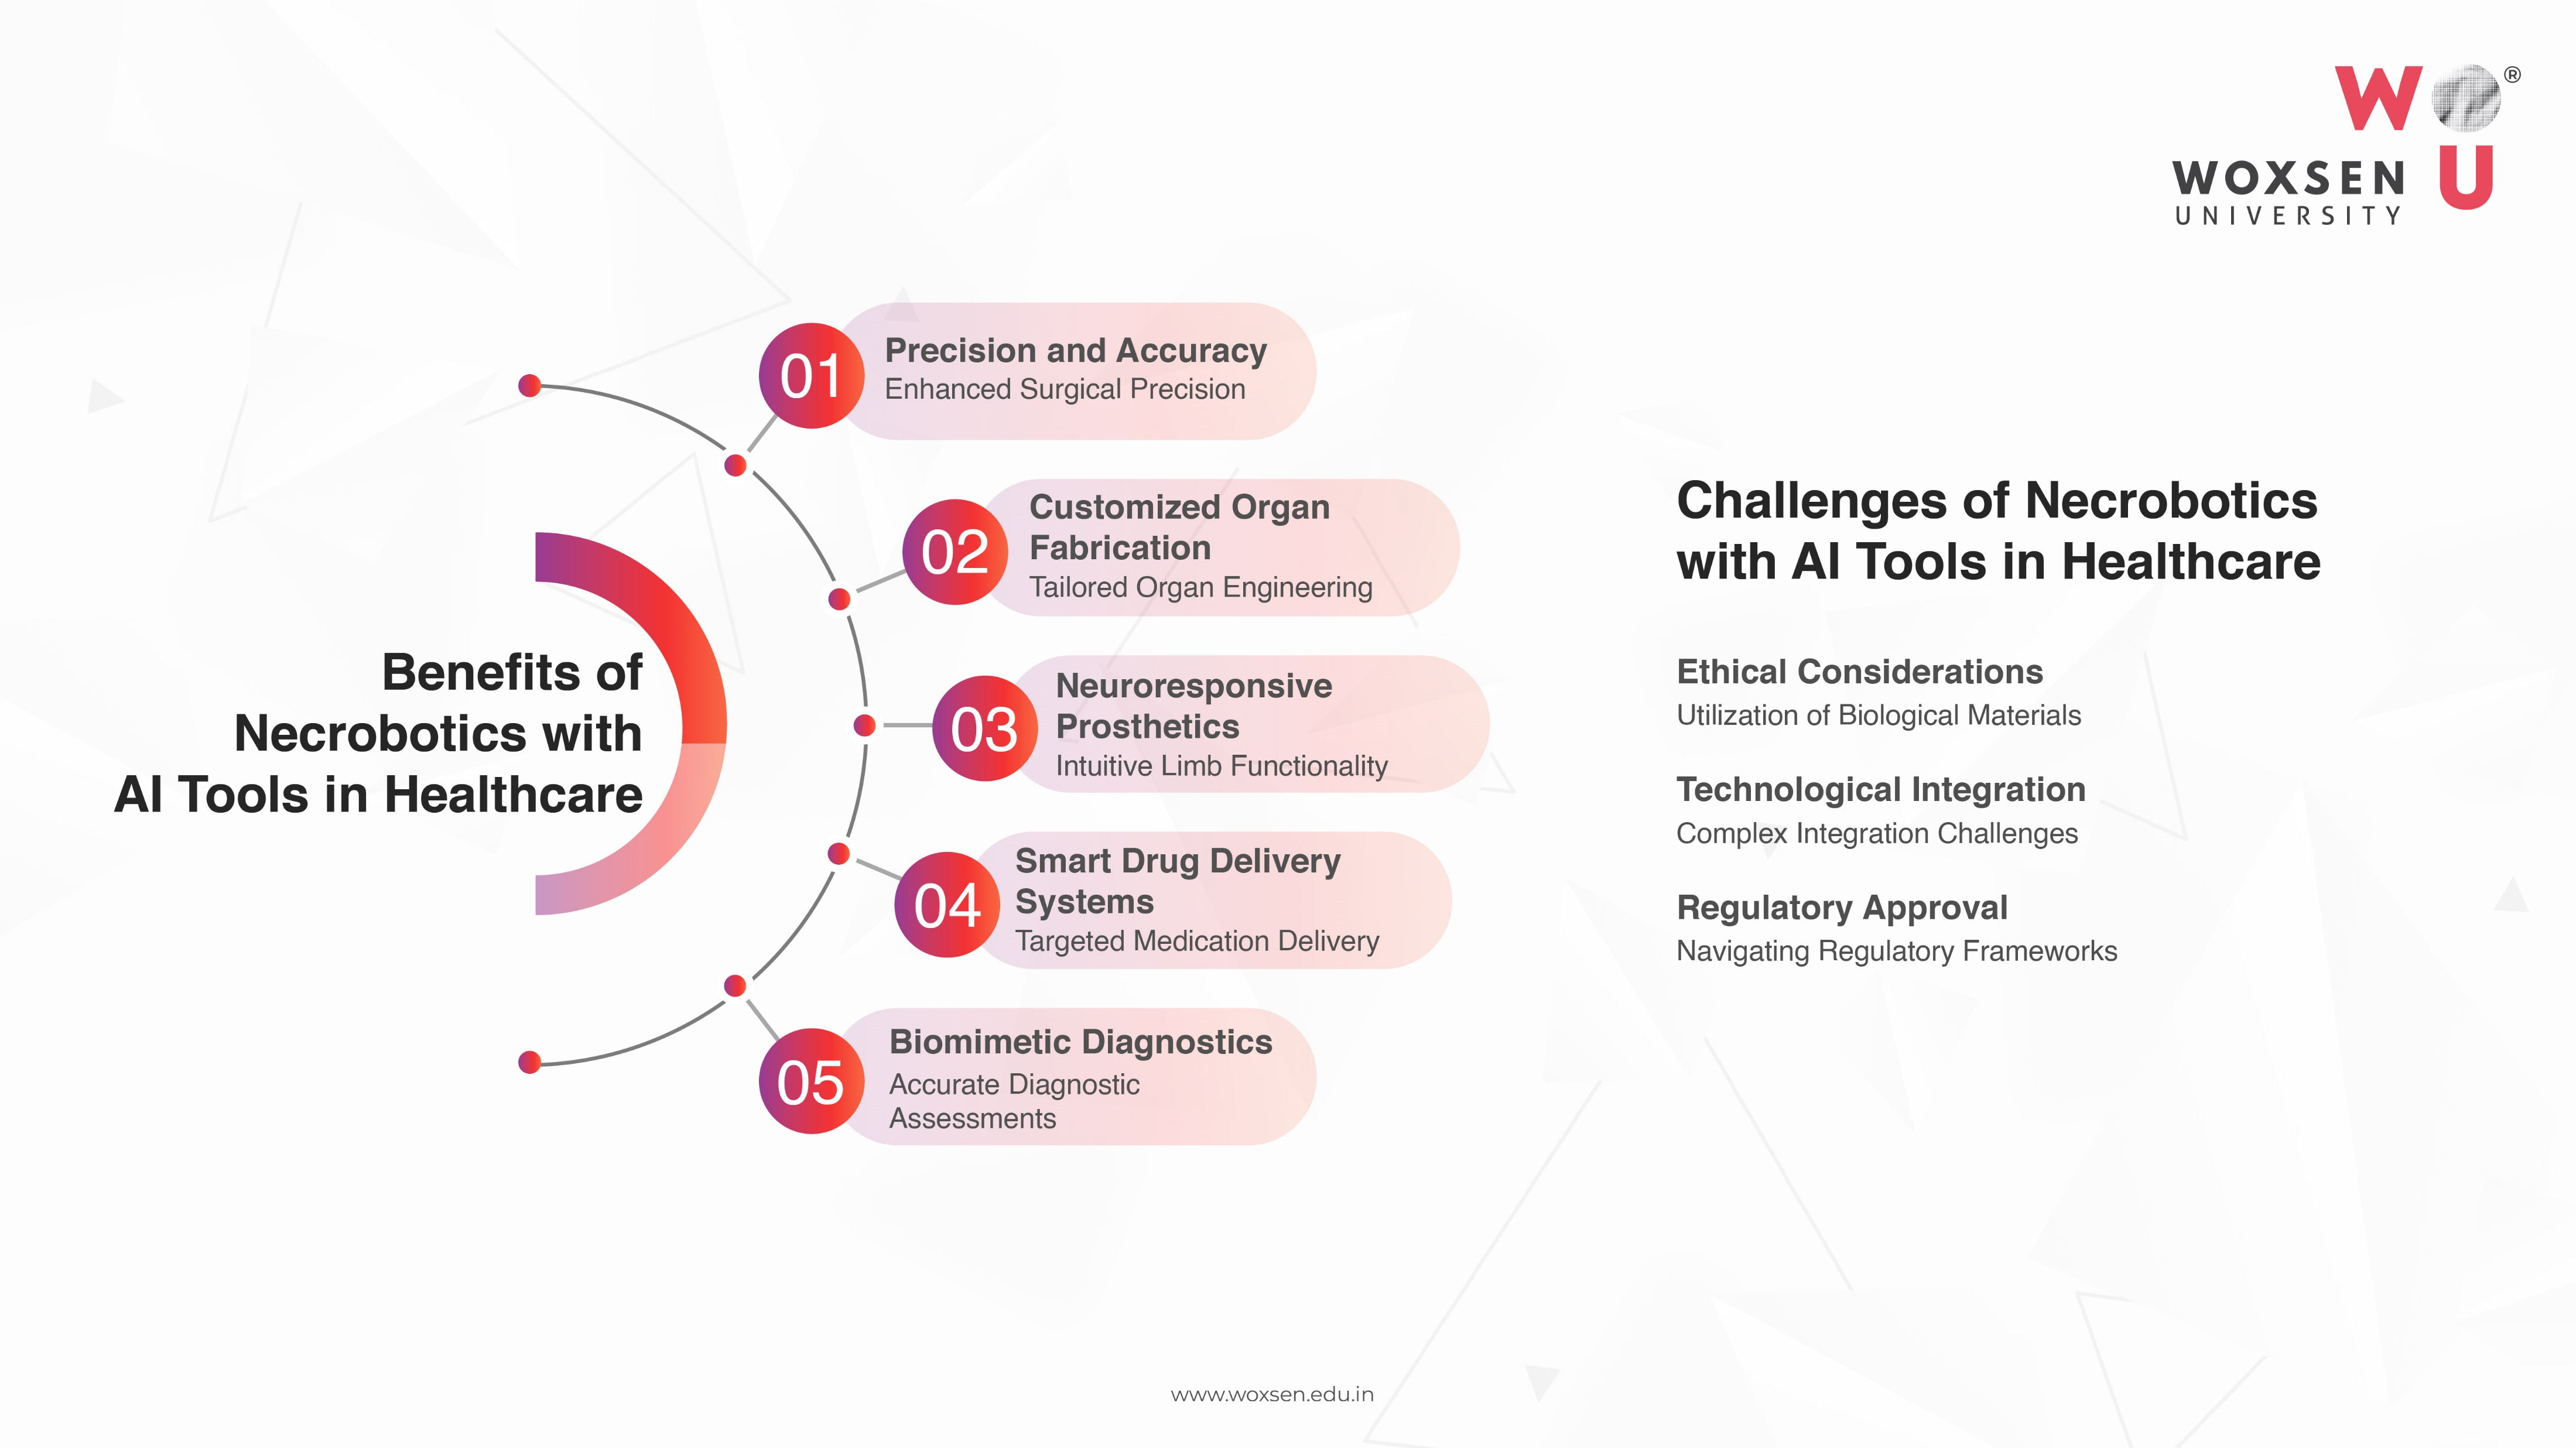 W ®
WOXSEN U
UNIVERSITY
Benefits of
Necrobotics with
AI Tools in Healthcare
01
Precision and Accuracy
Enhanced Surgical Precision
02
Customized Organ
Fabrication
Tailored Organ Engineering
03
Neuroresponsive
Prosthetics
Intuitive Limb Functionality
04
Smart Drug Delivery
Systems
Targeted Medication Delivery
05
Biomimetic Diagnostics
Accurate Diagnostic
Assessments
Challenges of Necrobotics
with AI Tools in Healthcare
Ethical Considerations
Utilization of Biological Materials
Technological Integration
Complex Integration Challenges
Regulatory Approval
Navigating Regulatory Frameworks
www.woxsen.edu.in